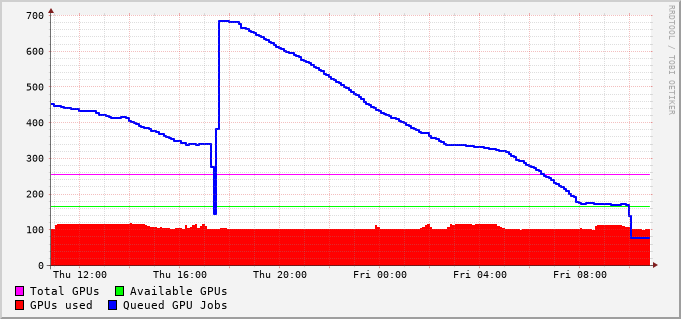 700
600
500
400
300
200
100
0
Thu 12:00 Thu 16:00 Thu 20:00 Fri 00:00 Fri 04:00 Fri 08:00
Total GPUs Available GPUs
GPUs used Queued GPU Jobs
RRDTOOL / TOBI OETIKER